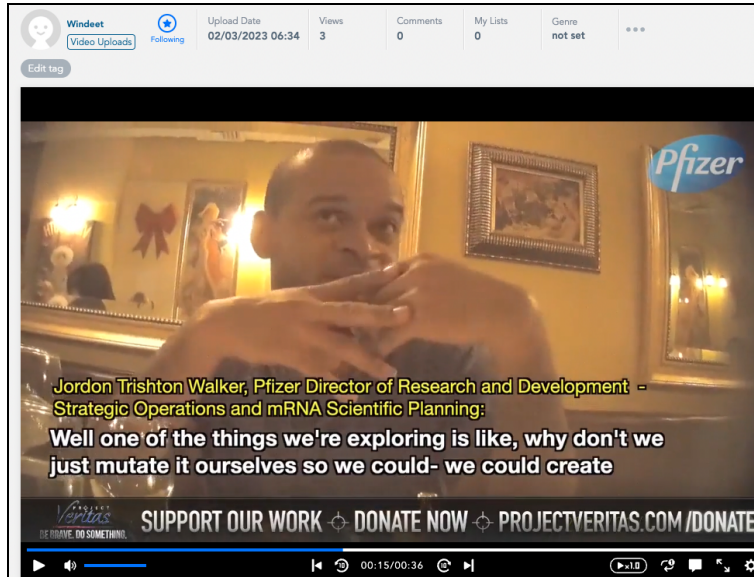 Windeet
Video Uploads
Following
Upload Date
02/03/2023 06:34
Views
3
Comments
0
My Lists
0
Genre
not set
Edit tag
Pfizer
Jordon Trishton Walker, Pfizer Director of Research and Development -
Strategic Operations and mRNA Scientific Planning:
Well one of the things we're exploring is like, why don't we
just mutate it ourselves so we could- we could create
PROJECT
Veritas
BE BRAVE. DO SOMETHING.
SUPPORT OUR WORK DONATE NOW PROJECTVERITAS.COM/DONATE
10
00:15/00:36
10
x1.0